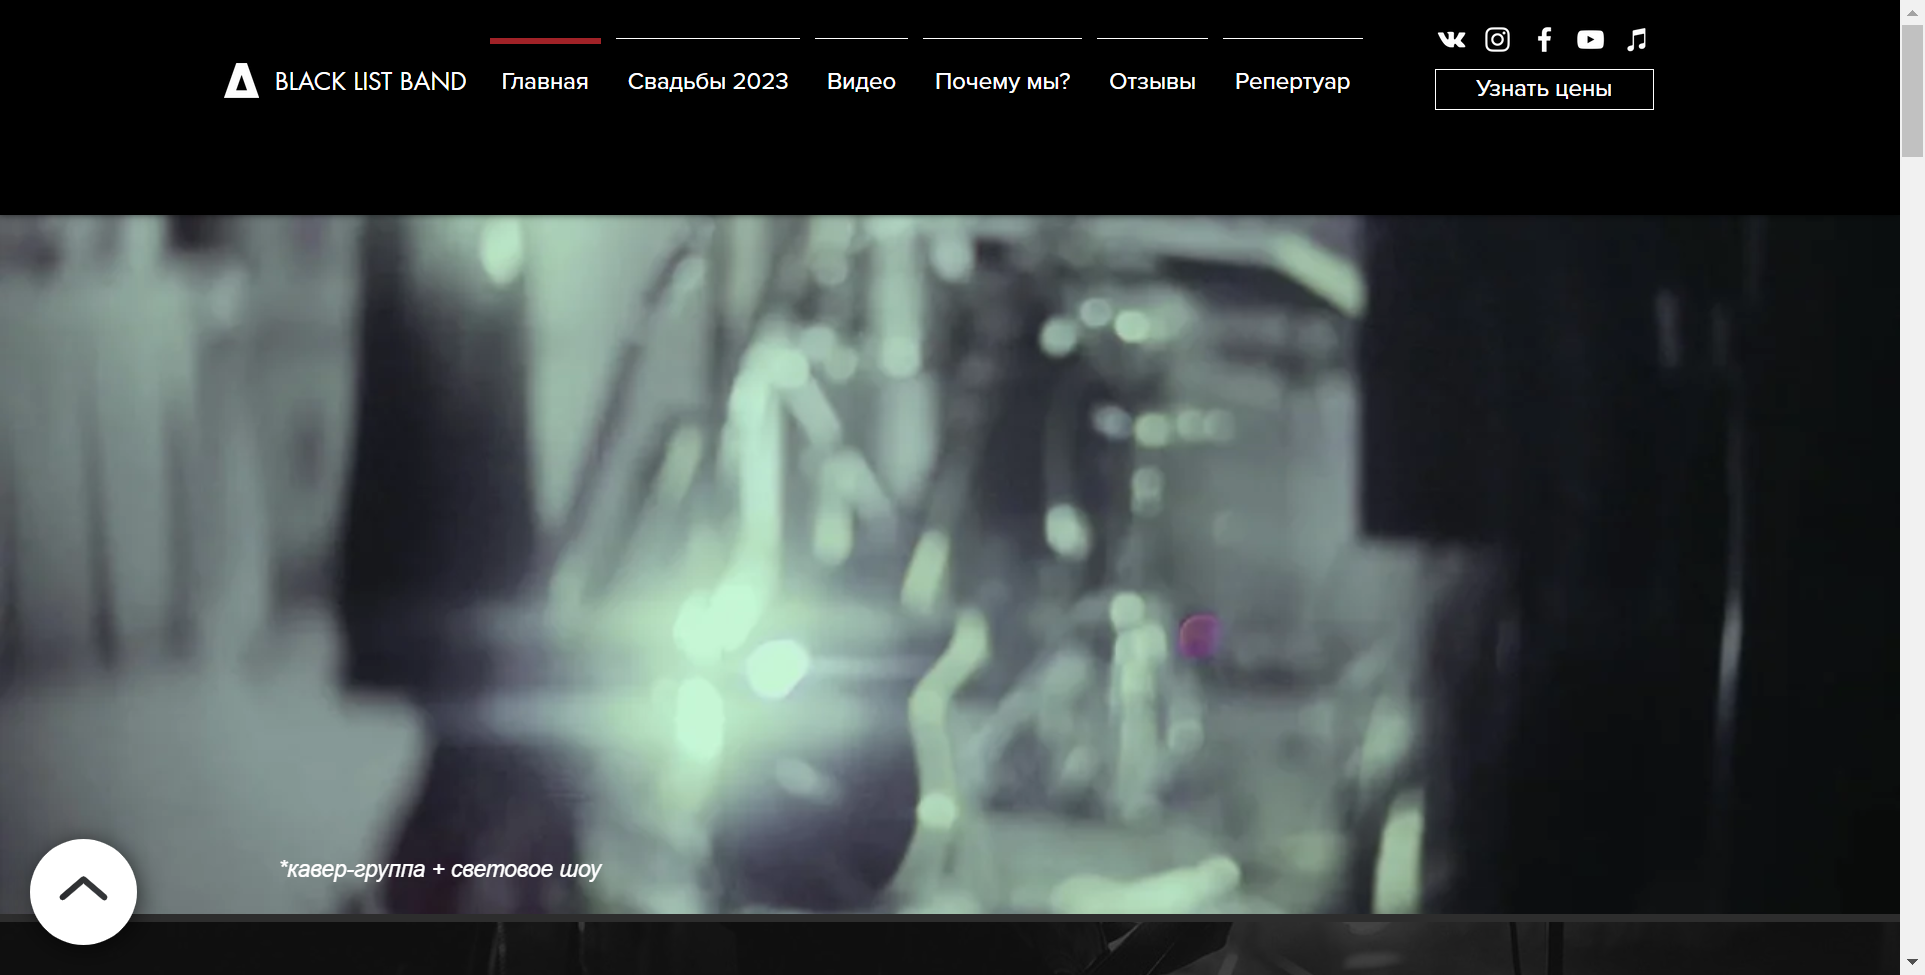 BLACK LIST BAND
Главная
Свадьбы 2023
Видео
Почему мы?
Отзывы
Репертуар
Узнать цены
*кавер-группа + световое шоу